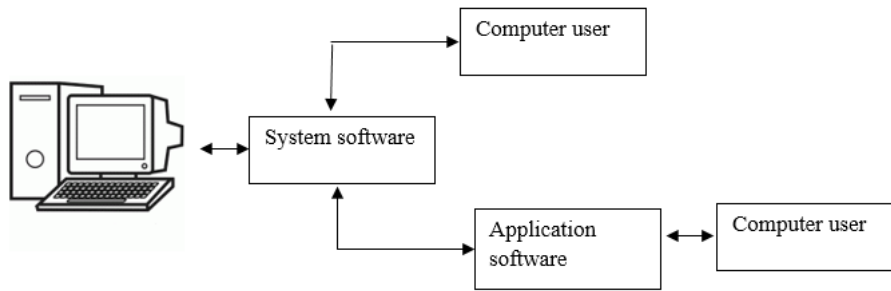 Computer user
System software
Application
software
Computer user